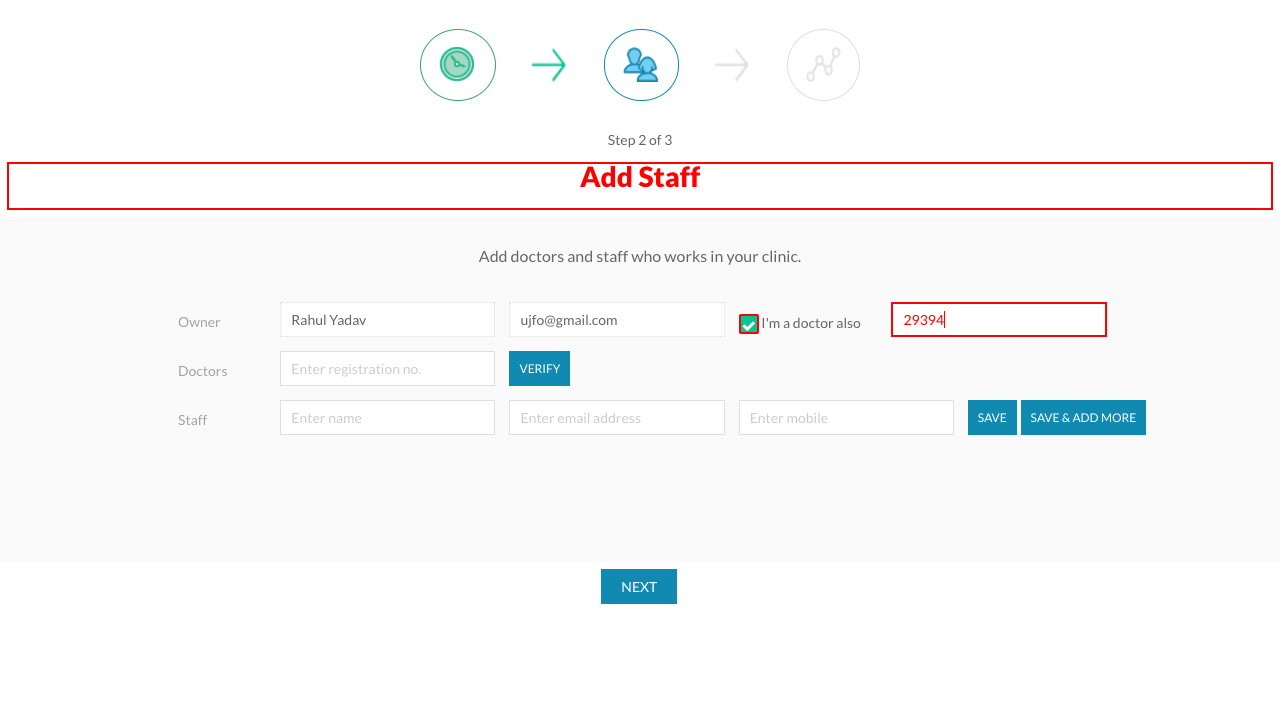 Step 2 of 3
Add Staff
Add doctors and staff who works in your clinic.
Owner Rahul Yadav ujfo@gmail.com I'm a doctor also 29394
Doctors Enter registration no. VERIFY
Staff Enter name Enter email address Enter mobile SAVE SAVE & ADD MORE
NEXT